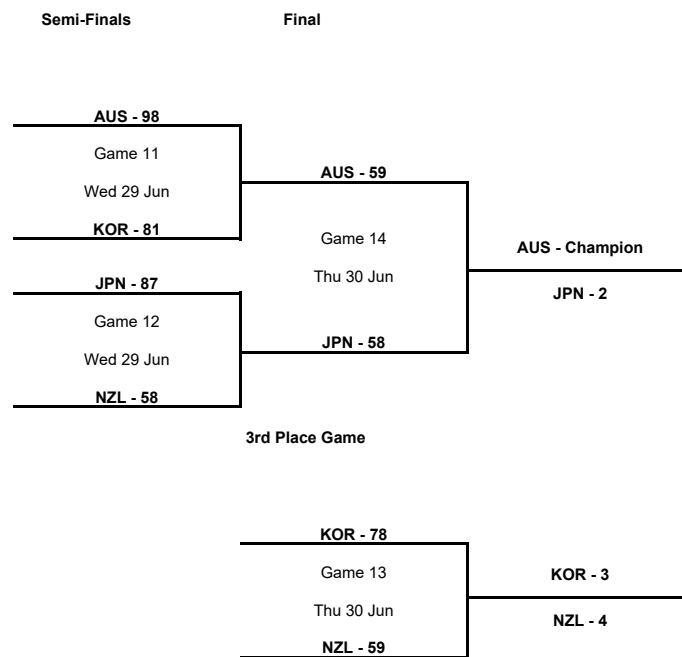 Semi-Finals
Final
AUS - 98
Game 11
Wed 29 Jun
KOR - 81
JPN - 87
Game 12
Wed 29 Jun
NZL - 58
AUS - 59
Game 14
Thu 30 Jun
JPN - 58
AUS - Champion
JPN - 2
3rd Place Game
KOR - 78
Game 13
Thu 30 Jun
NZL - 59
KOR - 3
NZL - 4